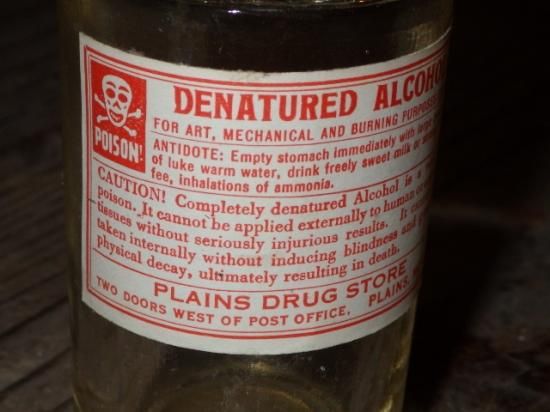 POISON!
DENATURED ALCOHOL
FOR ART, MECHANICAL AND BURNING PURPOSES
ANTIDOTE: Empty stomach immediately with large
of luke warm water, drink freely sweet milk or
fee, inhalations of ammonia.
CAUTION! Completely denatured Alcohol is a
poison. It cannot be applied externally to human or
tissues without seriously injurious results. It
taken internally without inducing blindness and
physical decay, ultimately resulting in death.
PLAINS DRUG STORE
TWO DOORS WEST OF POST OFFICE, PLAINS,